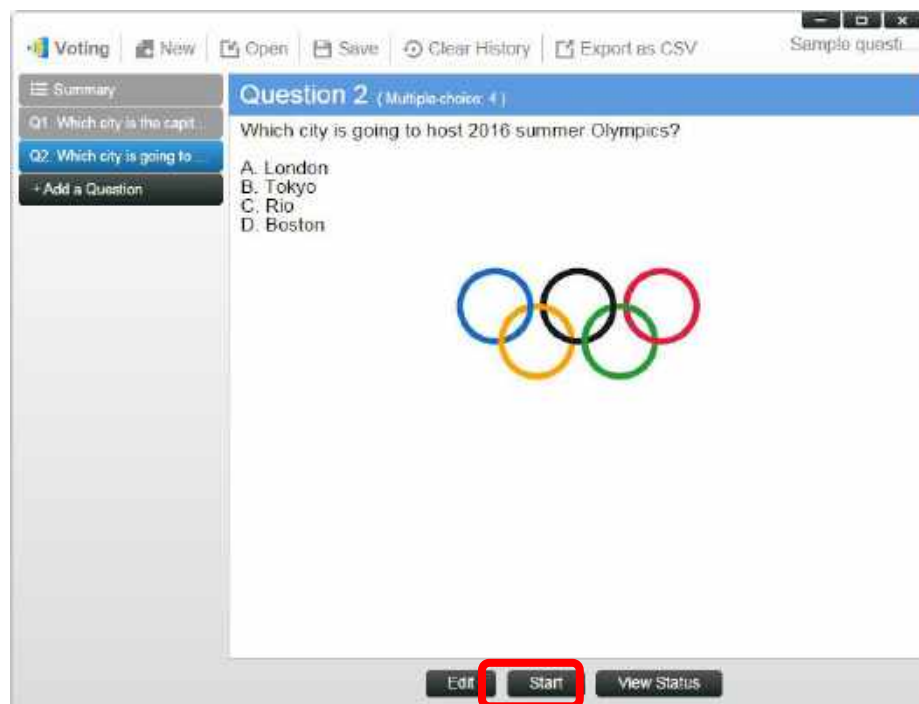 Voting New Open Save Clear History Export as CSV Sample questi...
Summary
Q1 Which city is the capit...
Q2 Which city is going to ...
+Add a Question
Question 2 (Multiple-choice: 4)
Which city is going to host 2016 summer Olympics?
A. London
B. Tokyo
C. Rio
D. Boston
Edit Start View Status